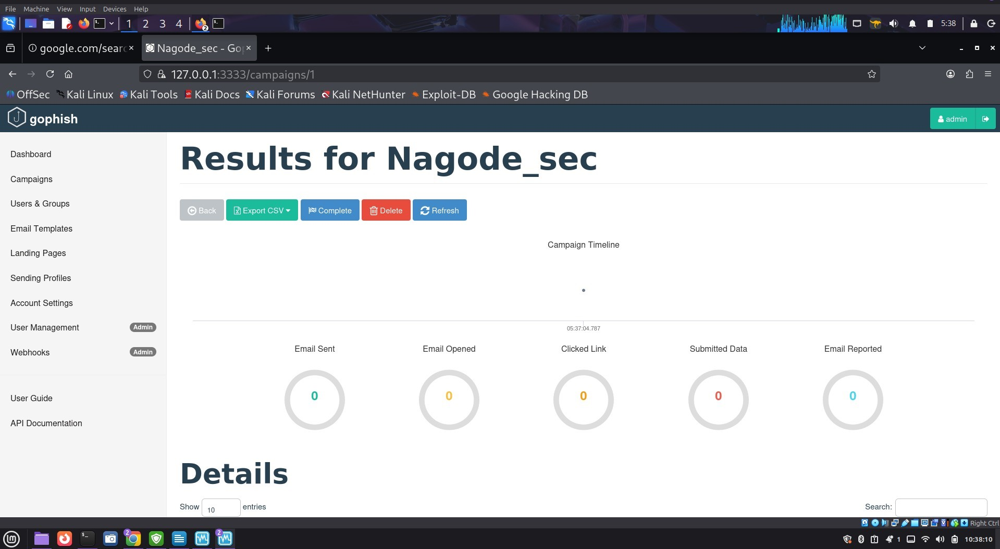 File Machine View Input Devices Help
1 2 3 4 2 5:38
google.com/searc Nagode_sec - Gop
127.0.0.1:3333/campaigns/1
OffSec Kali Linux Kali Tools Kali Docs Kali Forums Kali NetHunter Exploit-DB Google Hacking DB
gophish admin
Dashboard
Campaigns
Users & Groups
Email Templates
Landing Pages
Sending Profiles
Account Settings
User Management Admin
Webhooks Admin
User Guide
API Documentation
Results for Nagode_sec
Back Export CSV Complete Delete Refresh
Campaign Timeline
05:37:04.787
Email Sent Email Opened Clicked Link Submitted Data Email Reported
0 0 0 0 0
Details
Show 10 entries Search:
Right Ctrl
2 2 1 10:38:10